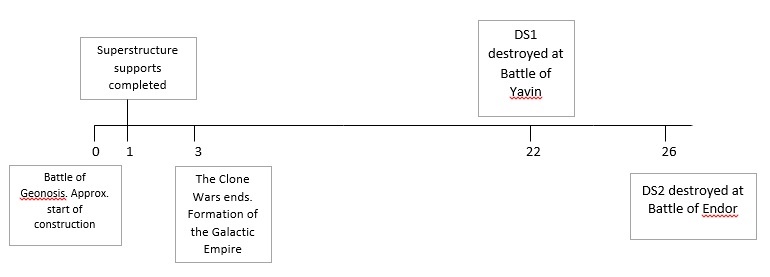 Superstructure
supports
completed
DS1
destroyed at
Battle of
Yavin
0
1
3
22
26
Battle of
Geonosis. Approx.
start of
construction
The Clone
Wars ends.
Formation of
the Galactic
Empire
DS2 destroyed at
Battle of Endor